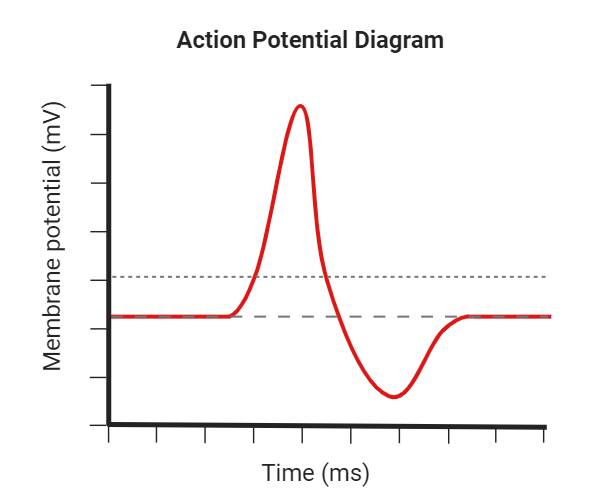 Action Potential Diagram
Membrane potential (mV)
Time (ms)